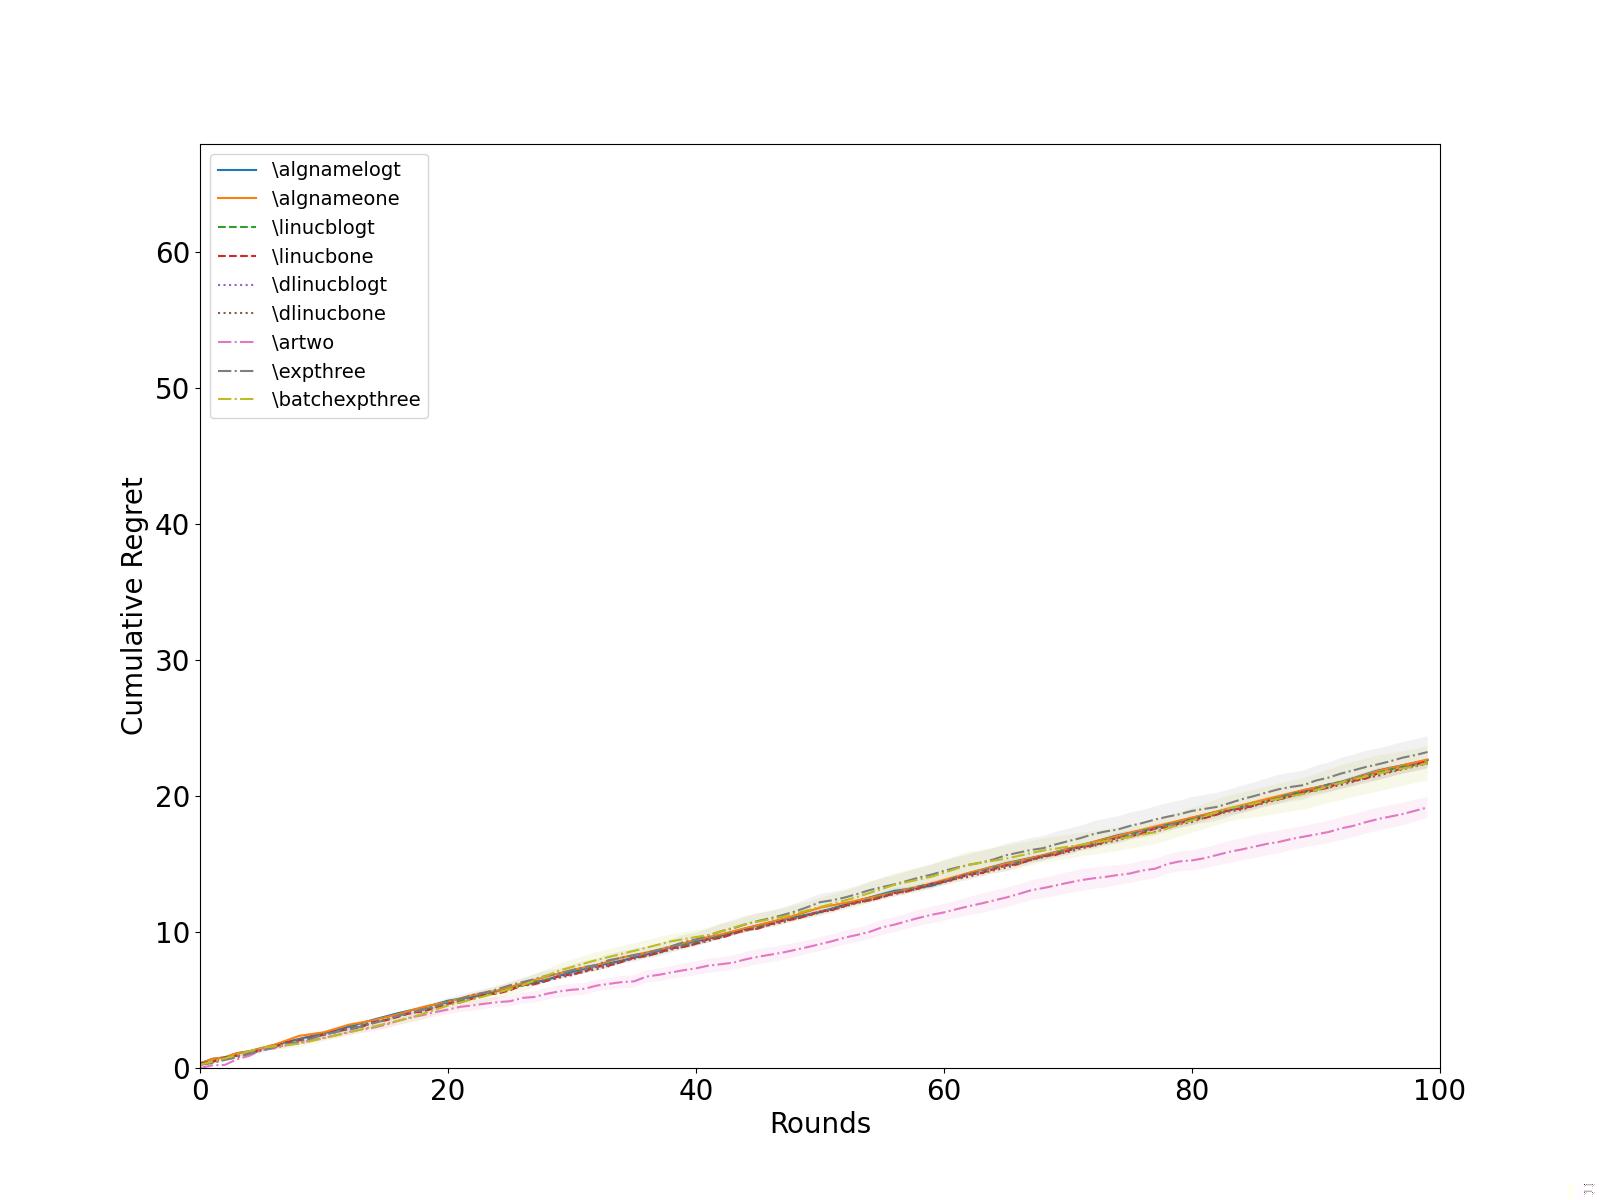 \algnamelogt
\algnameone
\linucblogt
\linucbone
\dlinucblogt
\dlinucbone
\artwo
\expthree
\batchexpthree
60
50
40
30
20
10
0
Cumulative Regret
0 20 40 60 80 100
Rounds